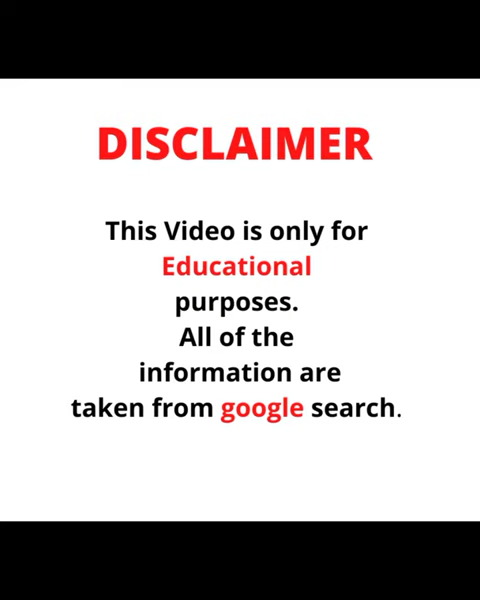 DISCLAIMER
This Video is only for
Educational
purposes.
All of the
information are
taken from google search.